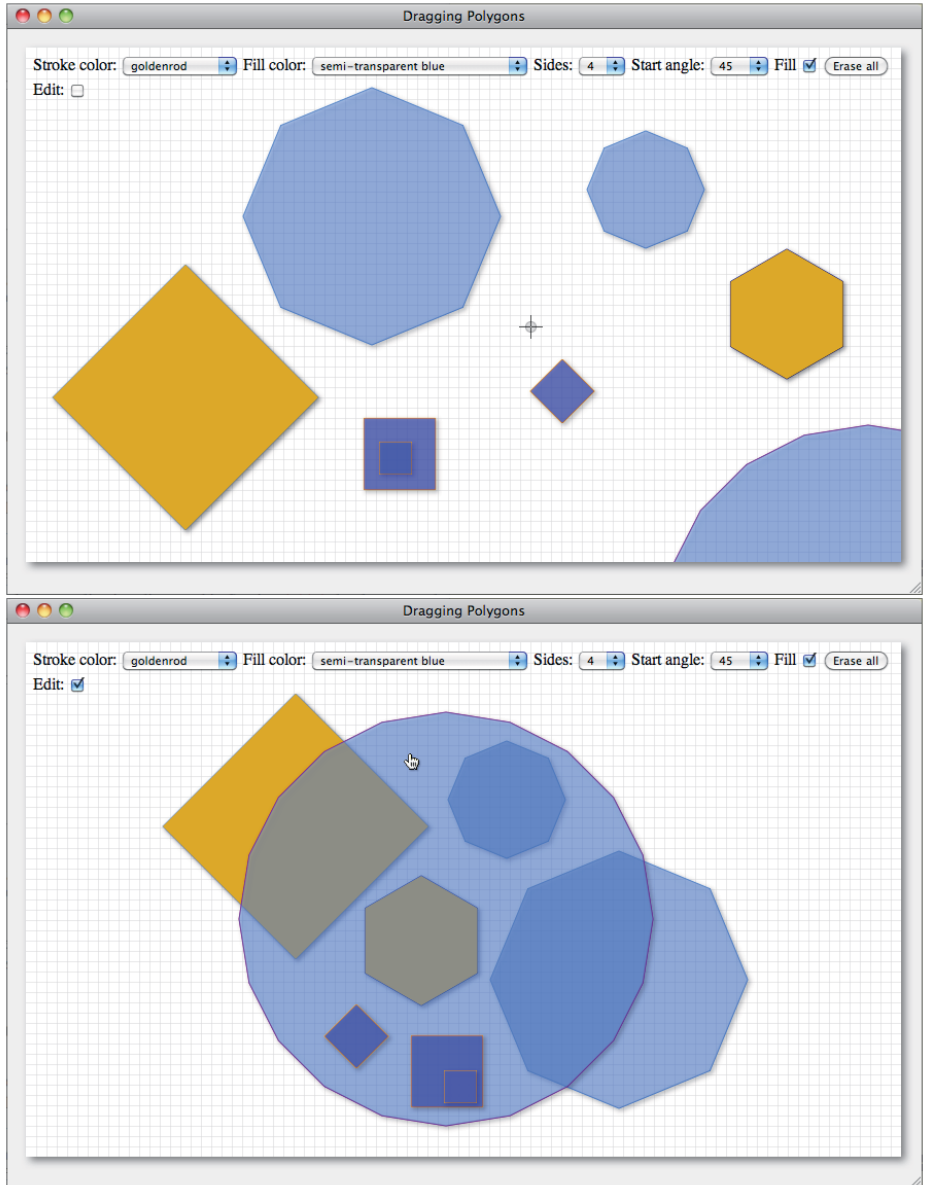 Dragging Polygons
Stroke color: goldenrod Fill color: semi-transparent blue Sides: 4 Start angle: 45 Fill Erase all
Edit:
Dragging Polygons
Stroke color: goldenrod Fill color: semi-transparent blue Sides: 4 Start angle: 45 Fill Erase all
Edit: